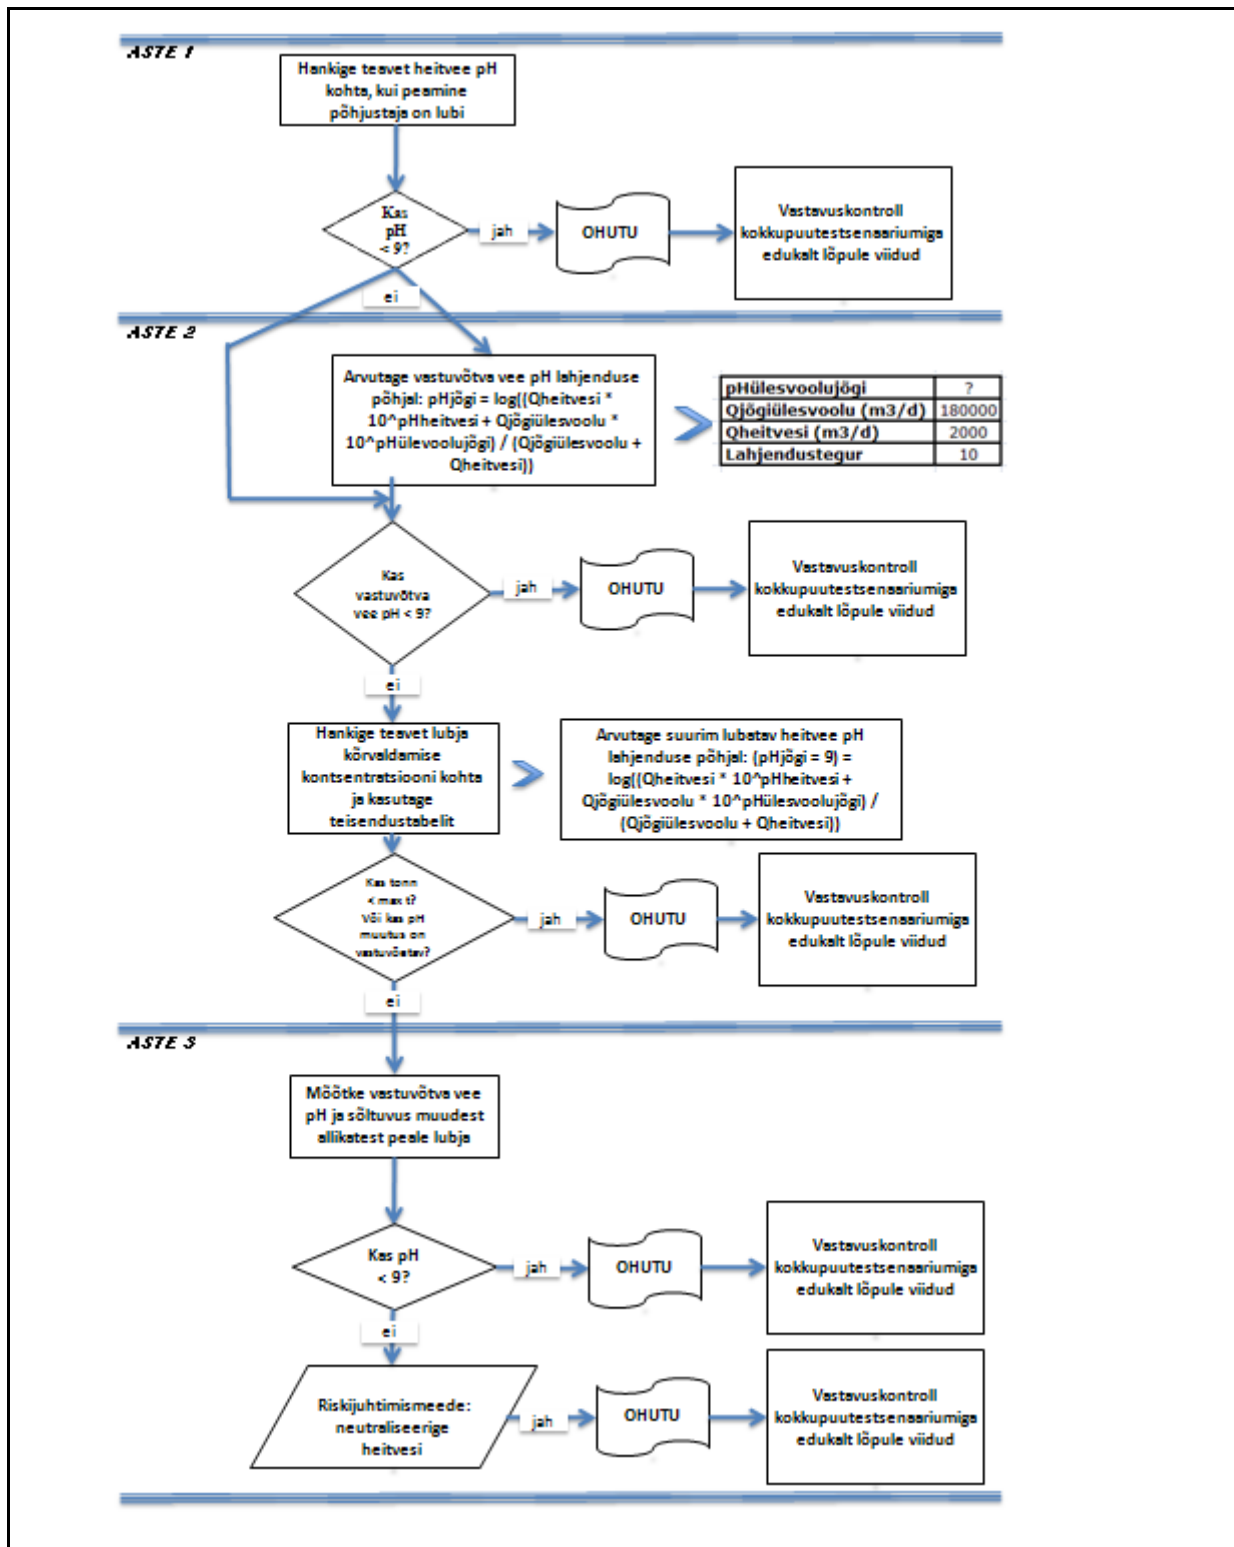 ASTE 1
Hankige teavet heitvee pH
kohta, kui peamine
põhjustaja on lubi
Kas
pH
< 9?
jah
OHUTU
Vastavuskontroll
kokkupuutestsenaariumiga
edukalt lõpule viidud
ei
ASTE 2
Arvutage vastuvõtva vee pH lahjenduse
põhjal: pHjõgi = log((Qheitvesi *
10^pHheitvesi + Qjõgiülesvoolu *
10^pHülevoolujõgi) / (Qjõgiülesvoolu +
Qheitvesi))
pHülesvoolujõgi ?
Qjõgiülesvoolu (m3/d) 180000
Qheitvesi (m3/d) 2000
Lahjendustegur 10
Kas
vastuvõtva
vee pH < 9?
jah
OHUTU
Vastavuskontroll
kokkupuutestsenaariumiga
edukalt lõpule viidud
ei
Hankige teavet lubja
kõrvaldamise
kontsentratsiooni kohta
ja kasutage
teisendustabelit
Arvutage suurim lubatav heitvee pH
lahjenduse põhjal: (pHjõgi = 9) =
log((Qheitvesi * 10^pHheitvesi +
Qjõgiülesvoolu * 10^pHülesvoolujõgi) /
(Qjõgiülesvoolu + Qheitvesi))
Kas tonn
< max t?
Või kas pH
muutus on
vastuvõetav?
jah
OHUTU
Vastavuskontroll
kokkupuutestsenaariumiga
edukalt lõpule viidud
ei
ASTE 3
Mõõtke vastuvõtva vee
pH ja sõltuvus muudest
allikatest peale lubja
Kas pH
< 9?
jah
OHUTU
Vastavuskontroll
kokkupuutestsenaariumiga
edukalt lõpule viidud
ei
Riskijuhtimismeede:
neutraliseerige
heitvesi
jah
OHUTU
Vastavuskontroll
kokkupuutestsenaariumiga
edukalt lõpule viidud